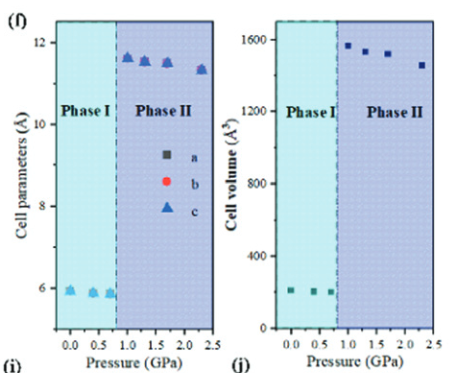 (f)
Cell parameters (Å)
12
10
8
6
Phase I
Phase II
a
b
c
0.0 0.5 1.0 1.5 2.0 2.5
Pressure (GPa)
(i)
Cell volume (Å³)
1600
1200
800
400
0
Phase I
Phase II
0.0 0.5 1.0 1.5 2.0 2.5
Pressure (GPa)
(j)